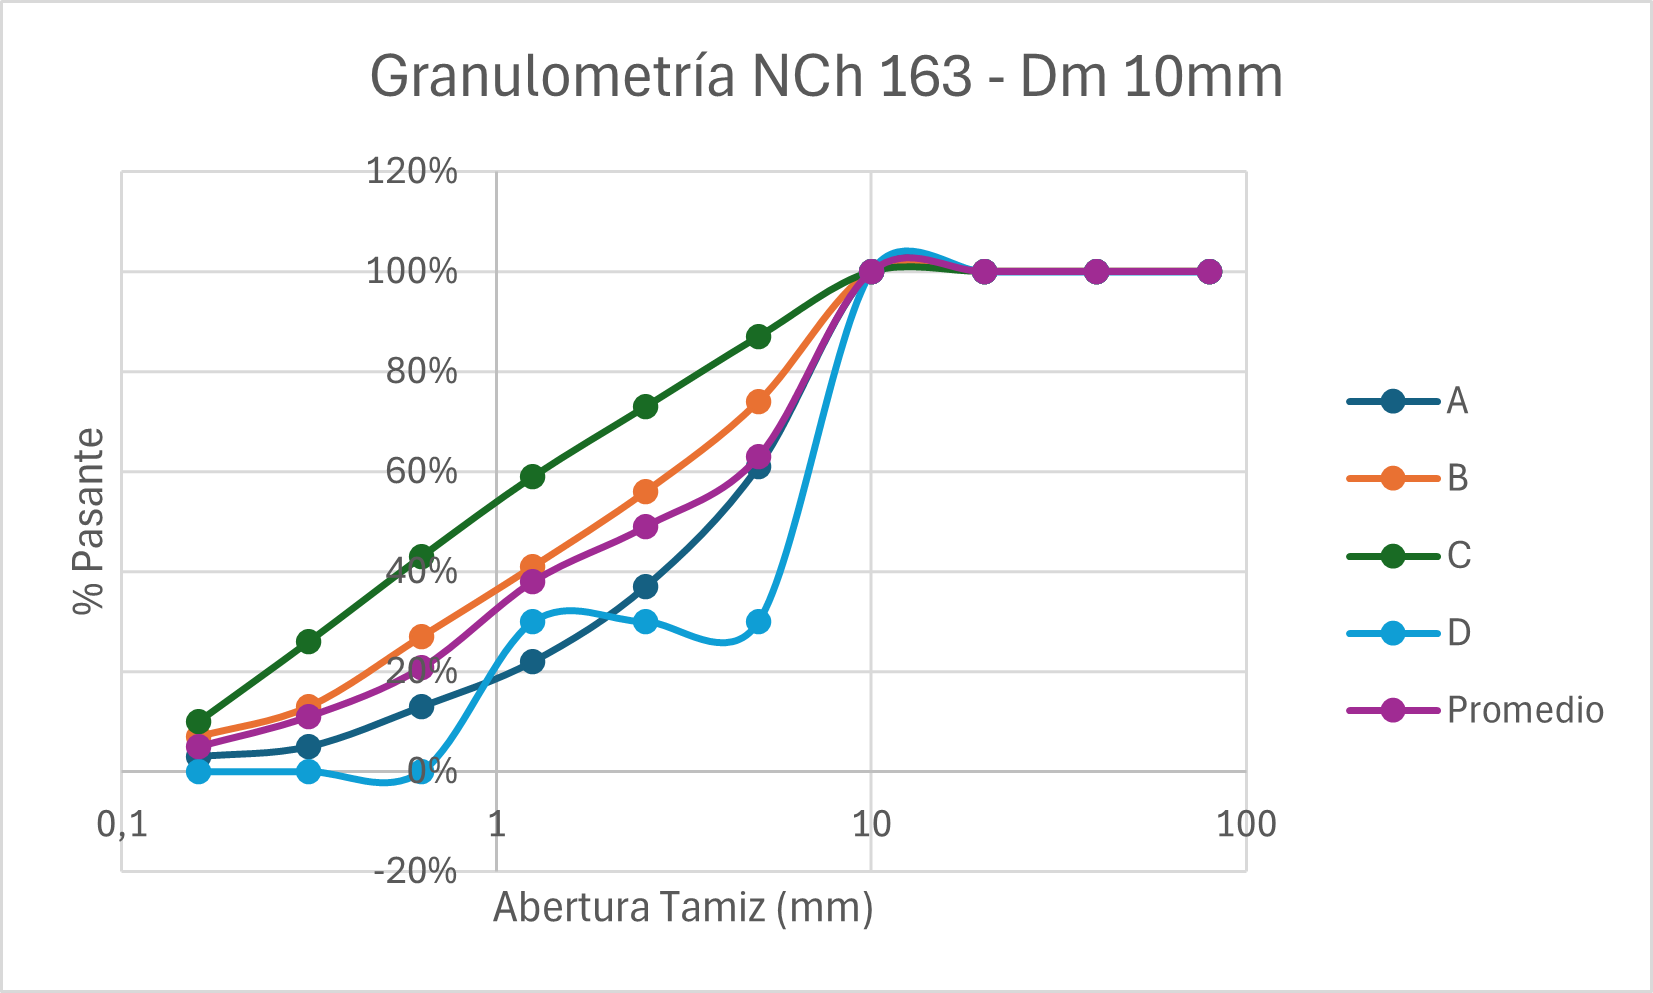 Granulometría NCh 163 - Dm 10mm
120%
100%
80%
60%
40%
20%
0%
-20%
% Pasante
0,1
1
10
100
Abertura Tamiz (mm)
A
B
C
D
Promedio